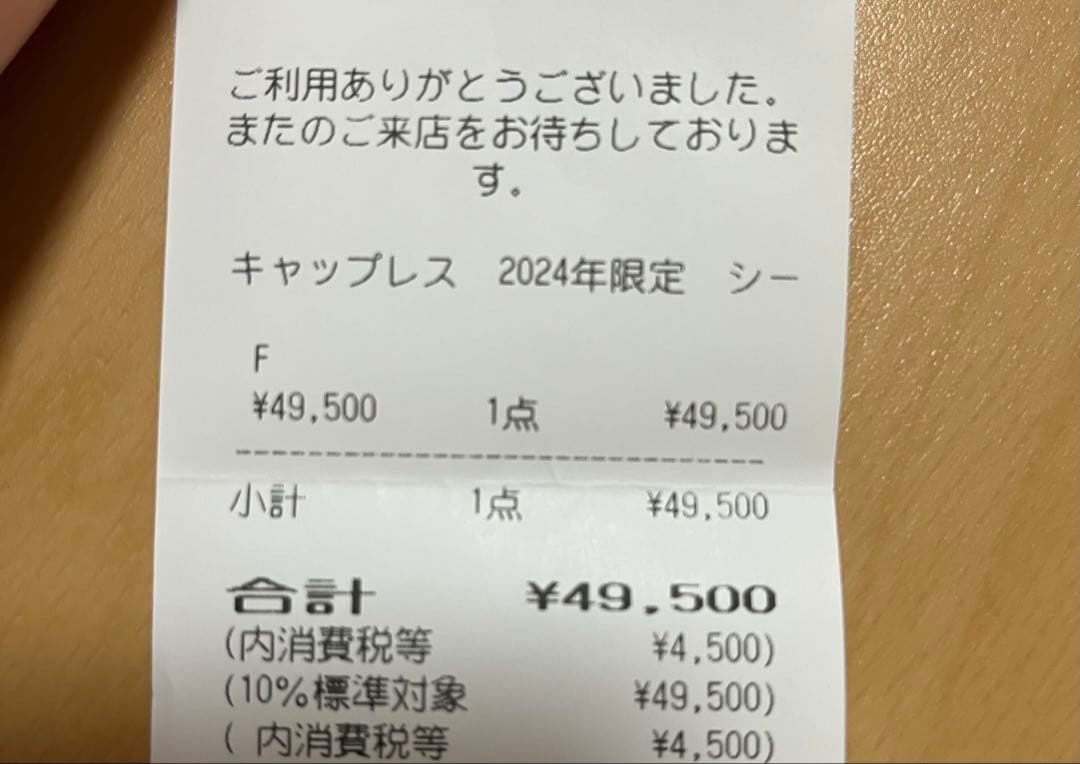 ご利用ありがとうございました。
またのご来店をお待ちしておりま
す。
キャップレス　2024年限定　シー
F
¥49,500 1点 ¥49,500
小計 1点 ¥49,500
合計 ¥49,500
(内消費税等 ¥4,500)
(10%標準対象 ¥49,500)
( 内消費税等 ¥4,500)